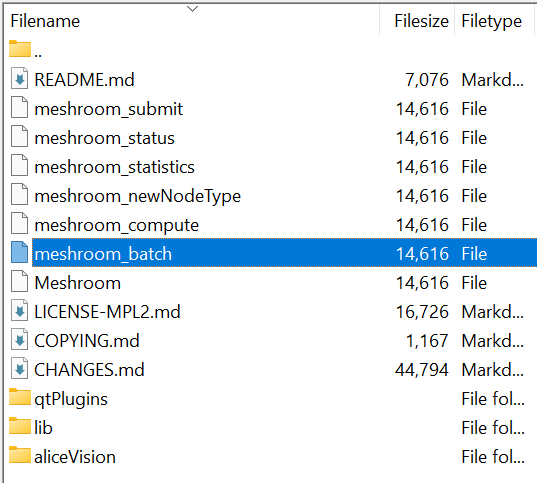 Filename Filesize Filetype
..
README.md 7,076 Markd...
meshroom_submit 14,616 File
meshroom_status 14,616 File
meshroom_statistics 14,616 File
meshroom_newNodeType 14,616 File
meshroom_compute 14,616 File
meshroom_batch 14,616 File
Meshroom 14,616 File
LICENSE-MPL2.md 16,726 Markd...
COPYING.md 1,167 Markd...
CHANGES.md 44,794 Markd...
qtPlugins File fol...
lib File fol...
aliceVision File fol...